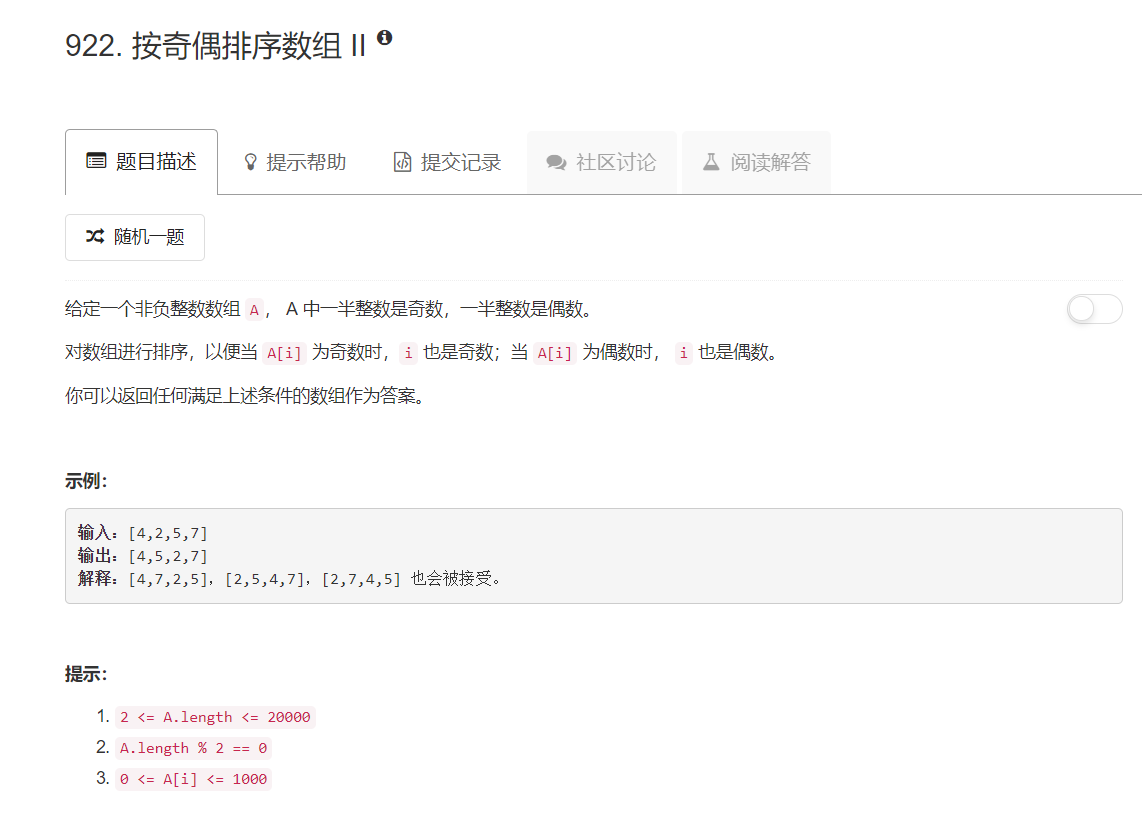 922. 按奇偶排序数组 II
题目描述 提示帮助 提交记录 社区讨论 阅读解答
随机一题
给定一个非负整数数组 A， A 中一半整数是奇数，一半整数是偶数。
对数组进行排序，以便当 A[i] 为奇数时， i 也是奇数；当 A[i] 为偶数时， i 也是偶数。
你可以返回任何满足上述条件的数组作为答案。
示例：
输入：[4,2,5,7]
输出：[4,5,2,7]
解释：[4,7,2,5]，[2,5,4,7]，[2,7,4,5] 也会被接受。
提示：
1. 2 <= A.length <= 20000
2. A.length % 2 == 0
3. 0 <= A[i] <= 1000